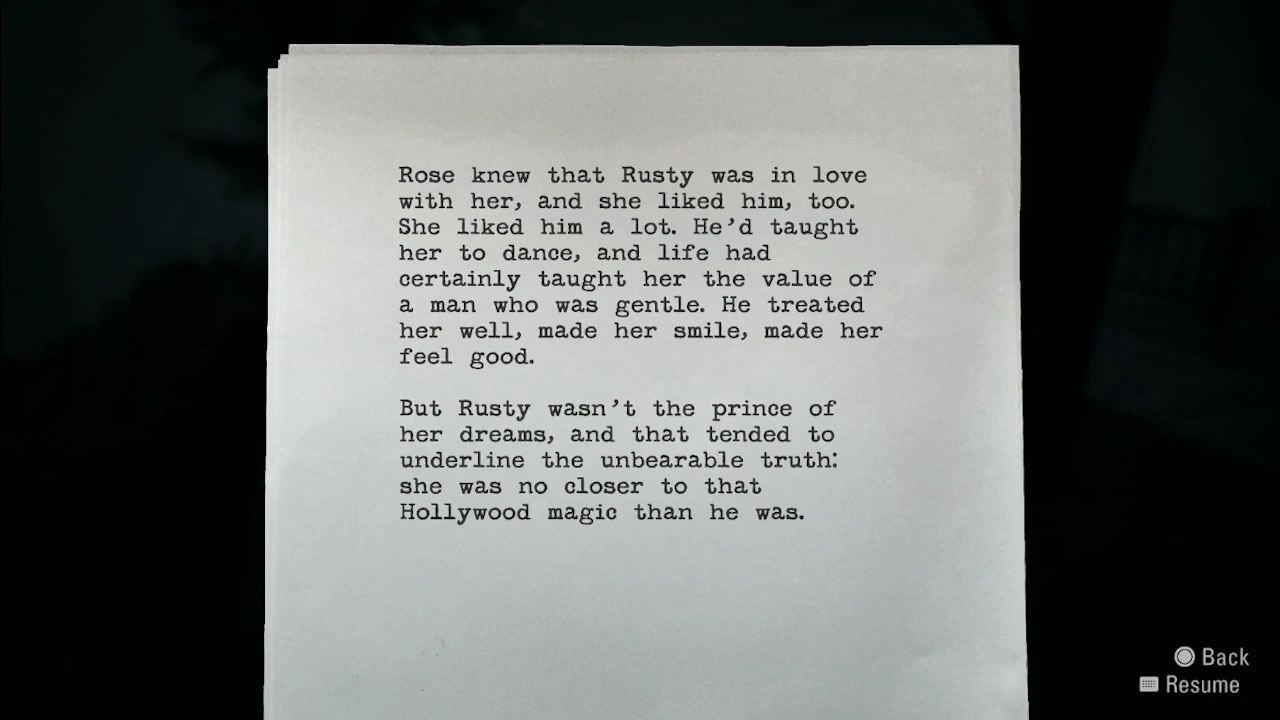 Rose knew that Rusty was in love
with her, and she liked him, too.
She liked him a lot. He’d taught
her to dance, and life had
certainly taught her the value of
a man who was gentle. He treated
her well, made her smile, made her
feel good.
But Rusty wasn’t the prince of
her dreams, and that tended to
underline the unbearable truth:
she was no closer to that
Hollywood magic than he was.
Back
Resume